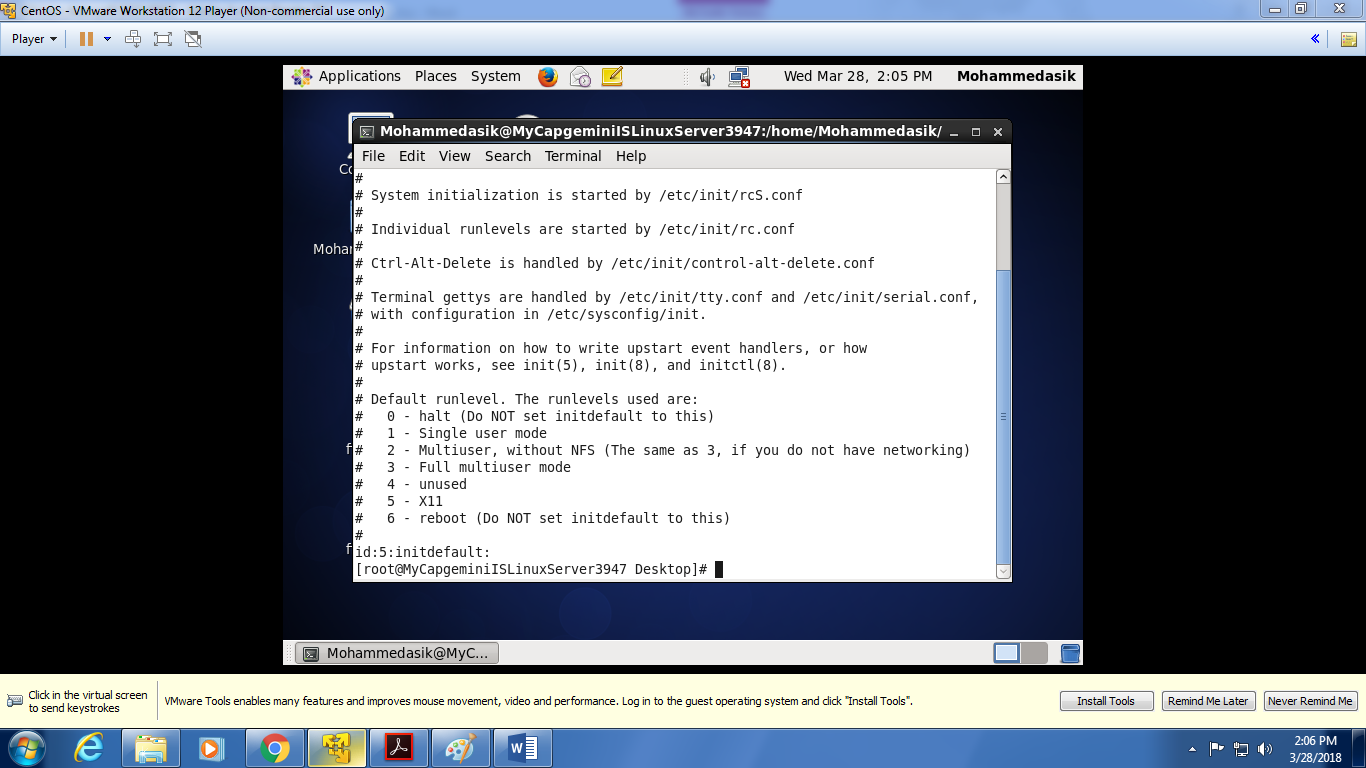 CentOS - VMware Workstation 12 Player (Non-commercial use only)
Player
Applications Places System Wed Mar 28, 2:05 PM Mohammedasik
Mohammedasik@MyCapgeminiISLinuxServer3947:/home/Mohammedasik/
File Edit View Search Terminal Help
#
# System initialization is started by /etc/init/rcS.conf
#
# Individual runlevels are started by /etc/init/rc.conf
#
# Ctrl-Alt-Delete is handled by /etc/init/control-alt-delete.conf
#
# Terminal gettys are handled by /etc/init/tty.conf and /etc/init/serial.conf,
# with configuration in /etc/sysconfig/init.
#
# For information on how to write upstart event handlers, or how
# upstart works, see init(5), init(8), and initctl(8).
#
# Default runlevel. The runlevels used are:
#   0 - halt (Do NOT set initdefault to this)
#   1 - Single user mode
#   2 - Multiuser, without NFS (The same as 3, if you do not have networking)
#   3 - Full multiuser mode
#   4 - unused
#   5 - X11
#   6 - reboot (Do NOT set initdefault to this)
#
id:5:initdefault:
[root@MyCapgeminiISLinuxServer3947 Desktop]#
Mohammedasik@MyC...
Click in the virtual screen
to send keystrokes
VMware Tools enables many features and improves mouse movement, video and performance. Log in to the guest operating system and click "Install Tools".
Install Tools Remind Me Later Never Remind Me
2:06 PM
3/28/2018